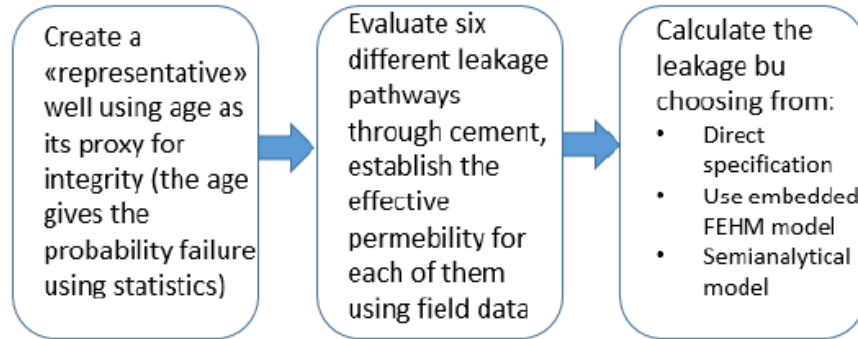 Create a
«representative»
well using age as
its proxy for
integrity (the age
gives the
probability failure
using statistics)
Evaluate six
different leakage
pathways
through cement,
establish the
effective
permebility for
each of them
using field data
Calculate the
leakage bu
choosing from:
• Direct
specification
• Use embedded
FEHM model
• Semianalytical
model